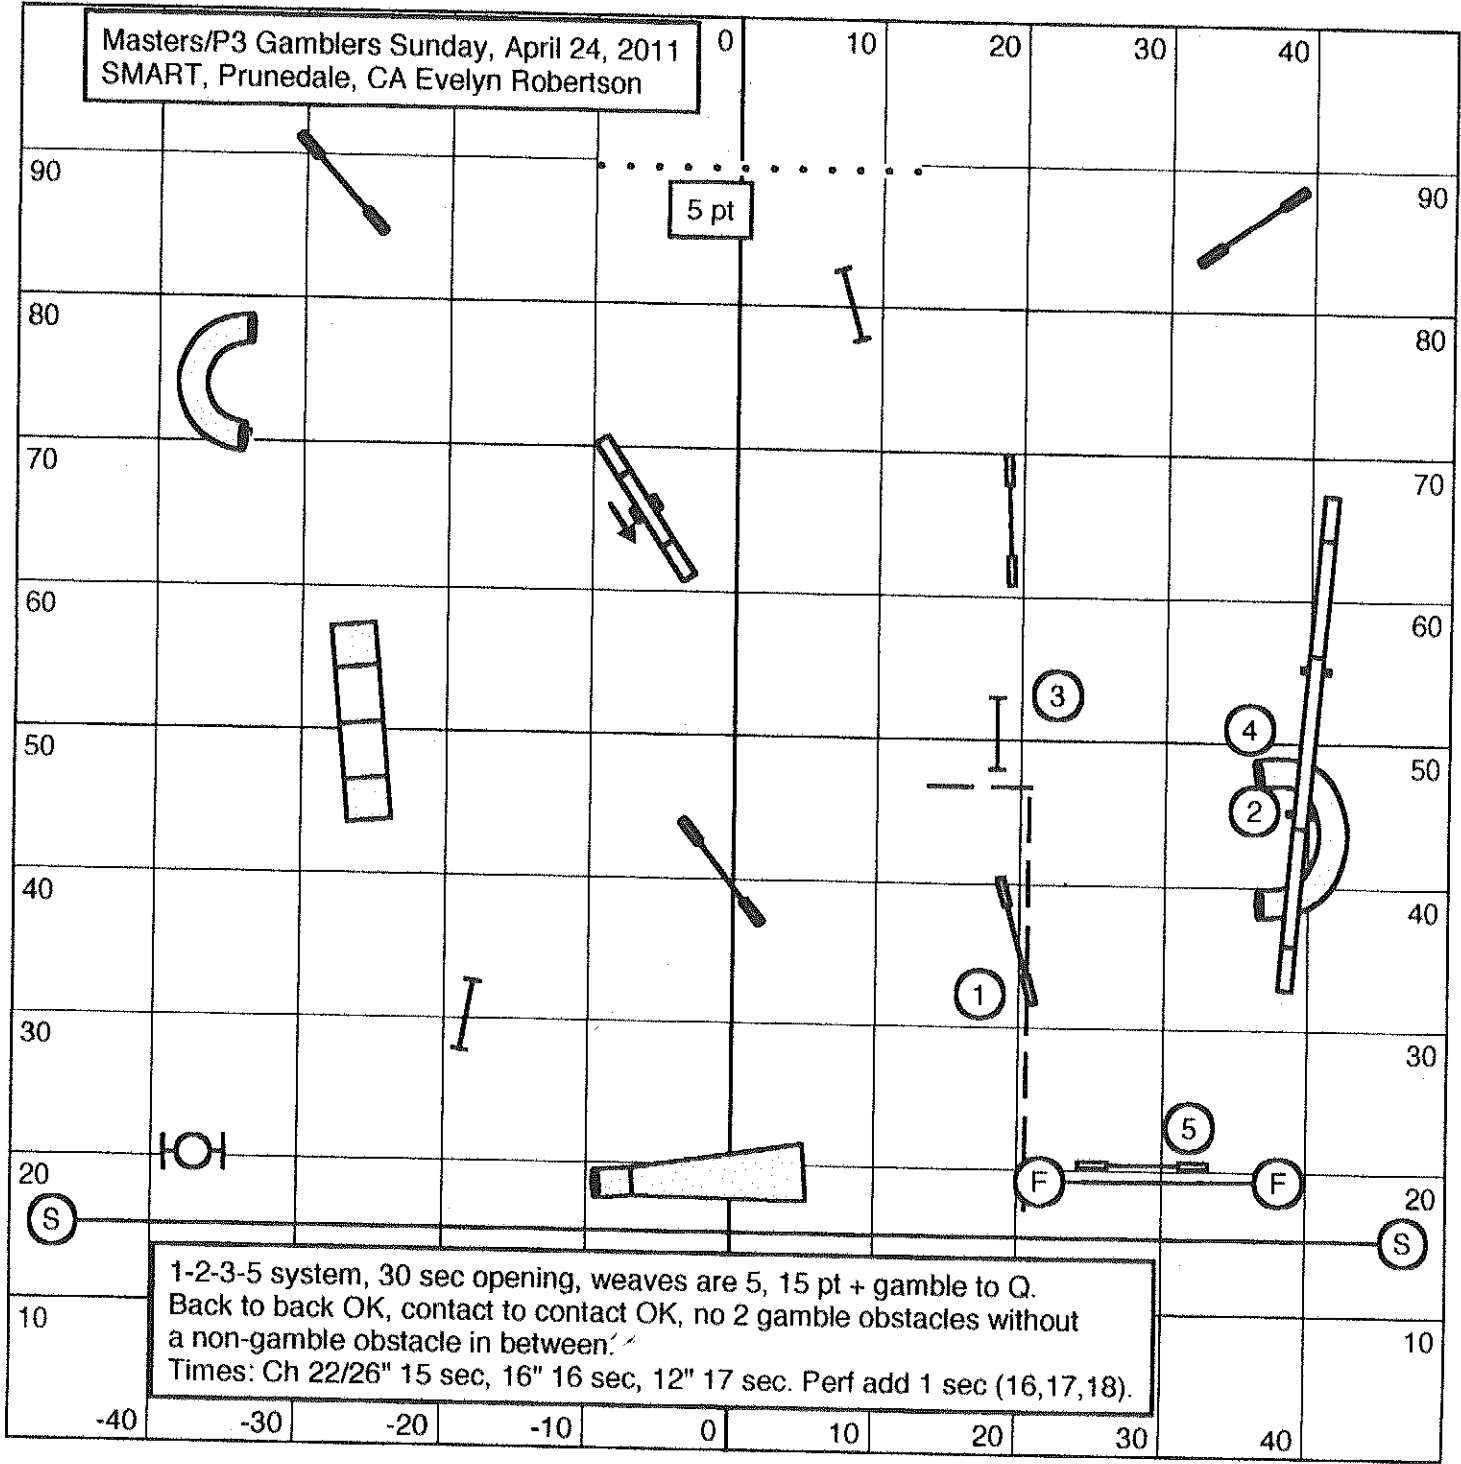 Masters/P3 Gamblers Sunday, April 24, 2011
SMART, Prunedale, CA Evelyn Robertson
0 10 20 30 40
90 90
5 pt
80 80
70 70
60 60
3
50 4 50
2
40 40
1
30 30
5
20 F F 20
S S
1-2-3-5 system, 30 sec opening, weaves are 5, 15 pt + gamble to Q.
Back to back OK, contact to contact OK, no 2 gamble obstacles without
a non-gamble obstacle in between.
Times: Ch 22/26" 15 sec, 16" 16 sec, 12" 17 sec. Perf add 1 sec (16,17,18).
10 10
-40 -30 -20 -10 0 10 20 30 40